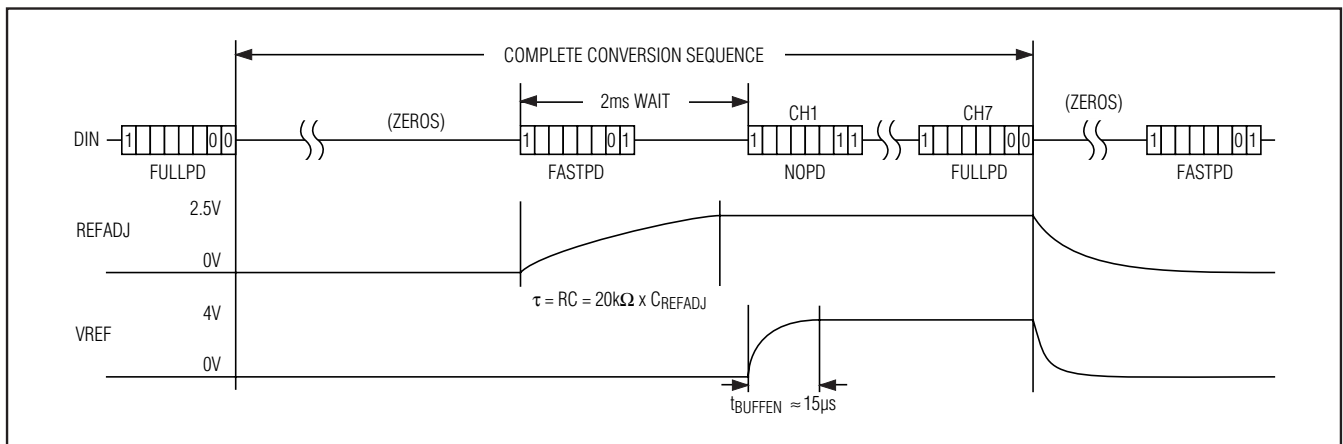 COMPLETE CONVERSION SEQUENCE
2ms WAIT
(ZEROS)
(ZEROS)
CH1
CH7
DIN
1 0 0
1 0 1
1 1 1
1 0 0
1 0 1
FULLPD
FASTPD
NOPD
FULLPD
FASTPD
2.5V
REFADJ
0V
τ = RC = 20kΩ x CREFADJ
4V
VREF
0V
tBUFFEN ≈ 15µs